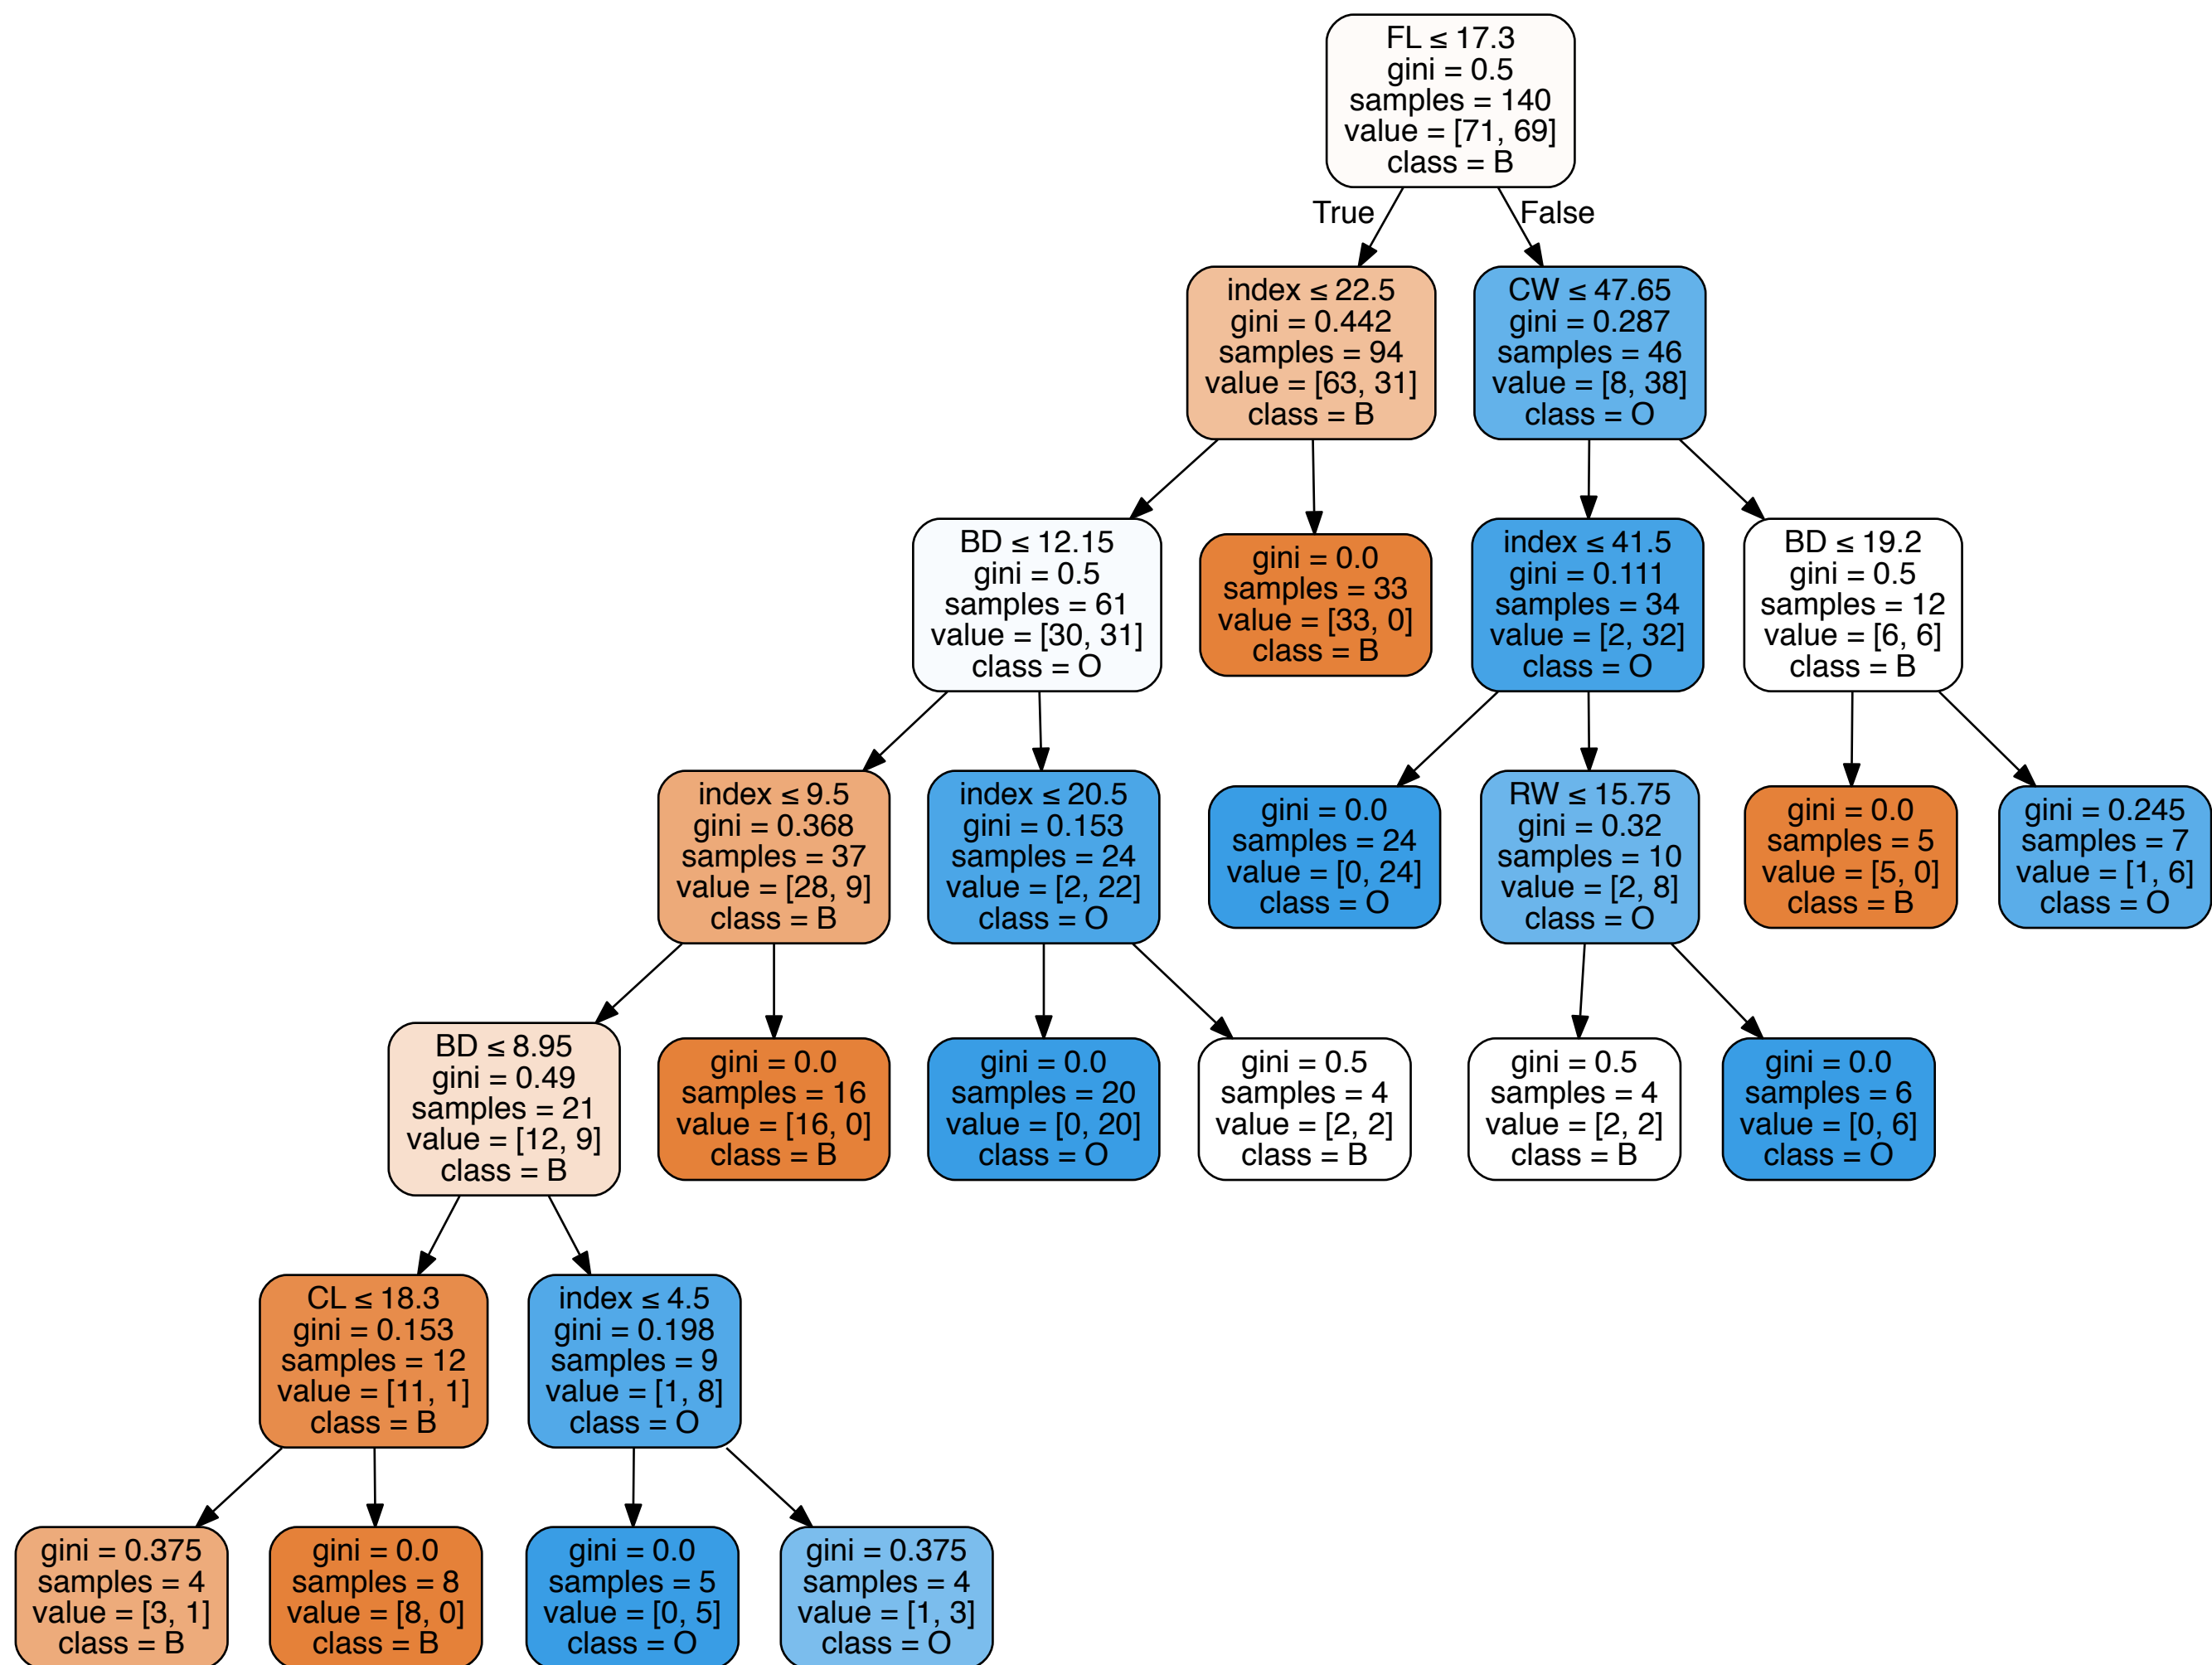 FL ≤ 17.3
gini = 0.5
samples = 140
value = [71, 69]
class = B
True
False
index ≤ 22.5
gini = 0.442
samples = 94
value = [63, 31]
class = B
CW ≤ 47.65
gini = 0.287
samples = 46
value = [8, 38]
class = O
BD ≤ 12.15
gini = 0.5
samples = 61
value = [30, 31]
class = O
gini = 0.0
samples = 33
value = [33, 0]
class = B
index ≤ 41.5
gini = 0.111
samples = 34
value = [2, 32]
class = O
BD ≤ 19.2
gini = 0.5
samples = 12
value = [6, 6]
class = B
index ≤ 9.5
gini = 0.368
samples = 37
value = [28, 9]
class = B
index ≤ 20.5
gini = 0.153
samples = 24
value = [2, 22]
class = O
gini = 0.0
samples = 24
value = [0, 24]
class = O
RW ≤ 15.75
gini = 0.32
samples = 10
value = [2, 8]
class = O
gini = 0.0
samples = 5
value = [5, 0]
class = B
gini = 0.245
samples = 7
value = [1, 6]
class = O
BD ≤ 8.95
gini = 0.49
samples = 21
value = [12, 9]
class = B
gini = 0.0
samples = 16
value = [16, 0]
class = B
gini = 0.0
samples = 20
value = [0, 20]
class = O
gini = 0.5
samples = 4
value = [2, 2]
class = B
gini = 0.5
samples = 4
value = [2, 2]
class = B
gini = 0.0
samples = 6
value = [0, 6]
class = O
CL ≤ 18.3
gini = 0.153
samples = 12
value = [11, 1]
class = B
index ≤ 4.5
gini = 0.198
samples = 9
value = [1, 8]
class = O
gini = 0.375
samples = 4
value = [3, 1]
class = B
gini = 0.0
samples = 8
value = [8, 0]
class = B
gini = 0.0
samples = 5
value = [0, 5]
class = O
gini = 0.375
samples = 4
value = [1, 3]
class = O